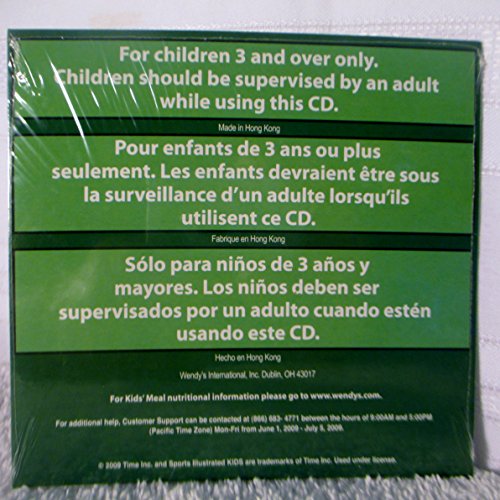 For children 3 and over only.
Children should be supervised by an adult
while using this CD.
Made in Hong Kong
Pour enfants de 3 ans ou plus
seulement. Les enfants devraient être sous
la surveillance d'un adulte lorsqu'ils
utilisent ce CD.
Fabrique en Hong Kong
Sólo para niños de 3 años y
mayores. Los niños deben ser
supervisados por un adulto cuando estén
usando este CD.
Hecho en Hong Kong
Wendy's International, Inc. Dublin, OH 43017
For Kids' Meal nutritional information please go to www.wendys.com.
For additional help, Customer Support can be contacted at (866) 683- 4771 between the hours of 9:00AM and 5:00PM
(Pacific Time Zone) Mon-Fri from June 1, 2009 - July 5, 2009.
© 2009 Time Inc. and Sports Illustrated KIDS are trademarks of Time Inc. Used under license.